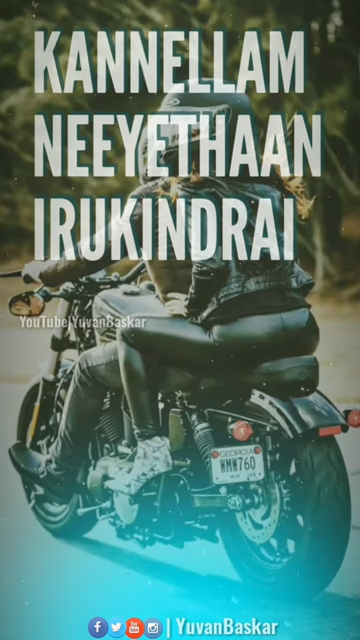 KANNELLAM
NEEYETHAAN
IRUKINDRAI
YouTube|YuvanBaskar
GEORGIA
WMW760
| YuvanBaskar